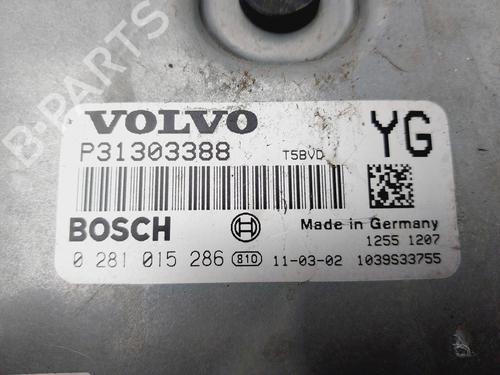 VOLVO
YG
P31303388 T5BVD
BOSCH
Made in Germany
1255 1207
0 281 015 286 810 11-03-02 1039S33755
B-PARTS